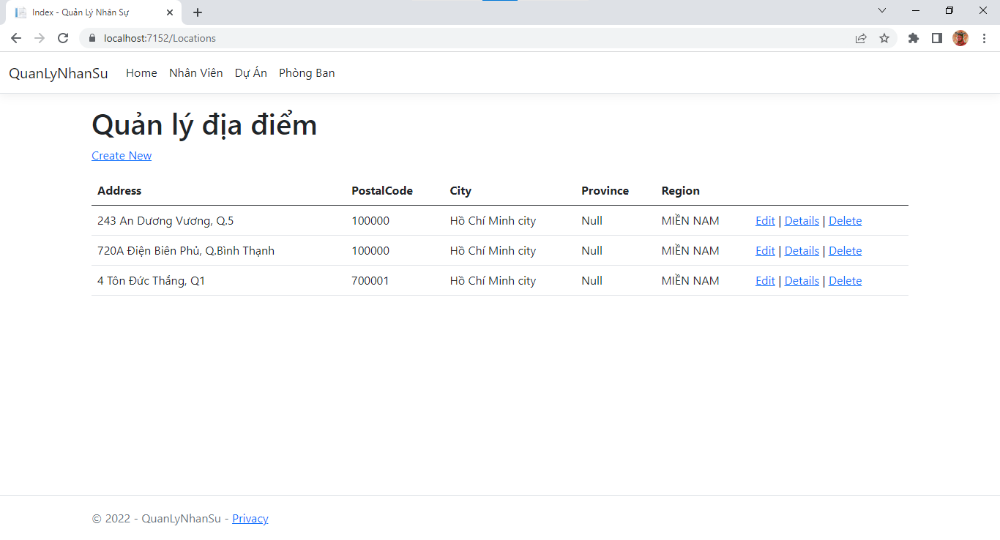 Index - Quản Lý Nhân Sự
localhost:7152/Locations
QuanLyNhanSu Home Nhân Viên Dự Án Phòng Ban
Quản lý địa điểm
Create New
Address PostalCode City Province Region
243 An Dương Vương, Q.5 100000 Hồ Chí Minh city Null MIỀN NAM Edit | Details | Delete
720A Điện Biên Phủ, Q.Bình Thạnh 100000 Hồ Chí Minh city Null MIỀN NAM Edit | Details | Delete
4 Tôn Đức Thắng, Q1 700001 Hồ Chí Minh city Null MIỀN NAM Edit | Details | Delete
© 2022 - QuanLyNhanSu - Privacy